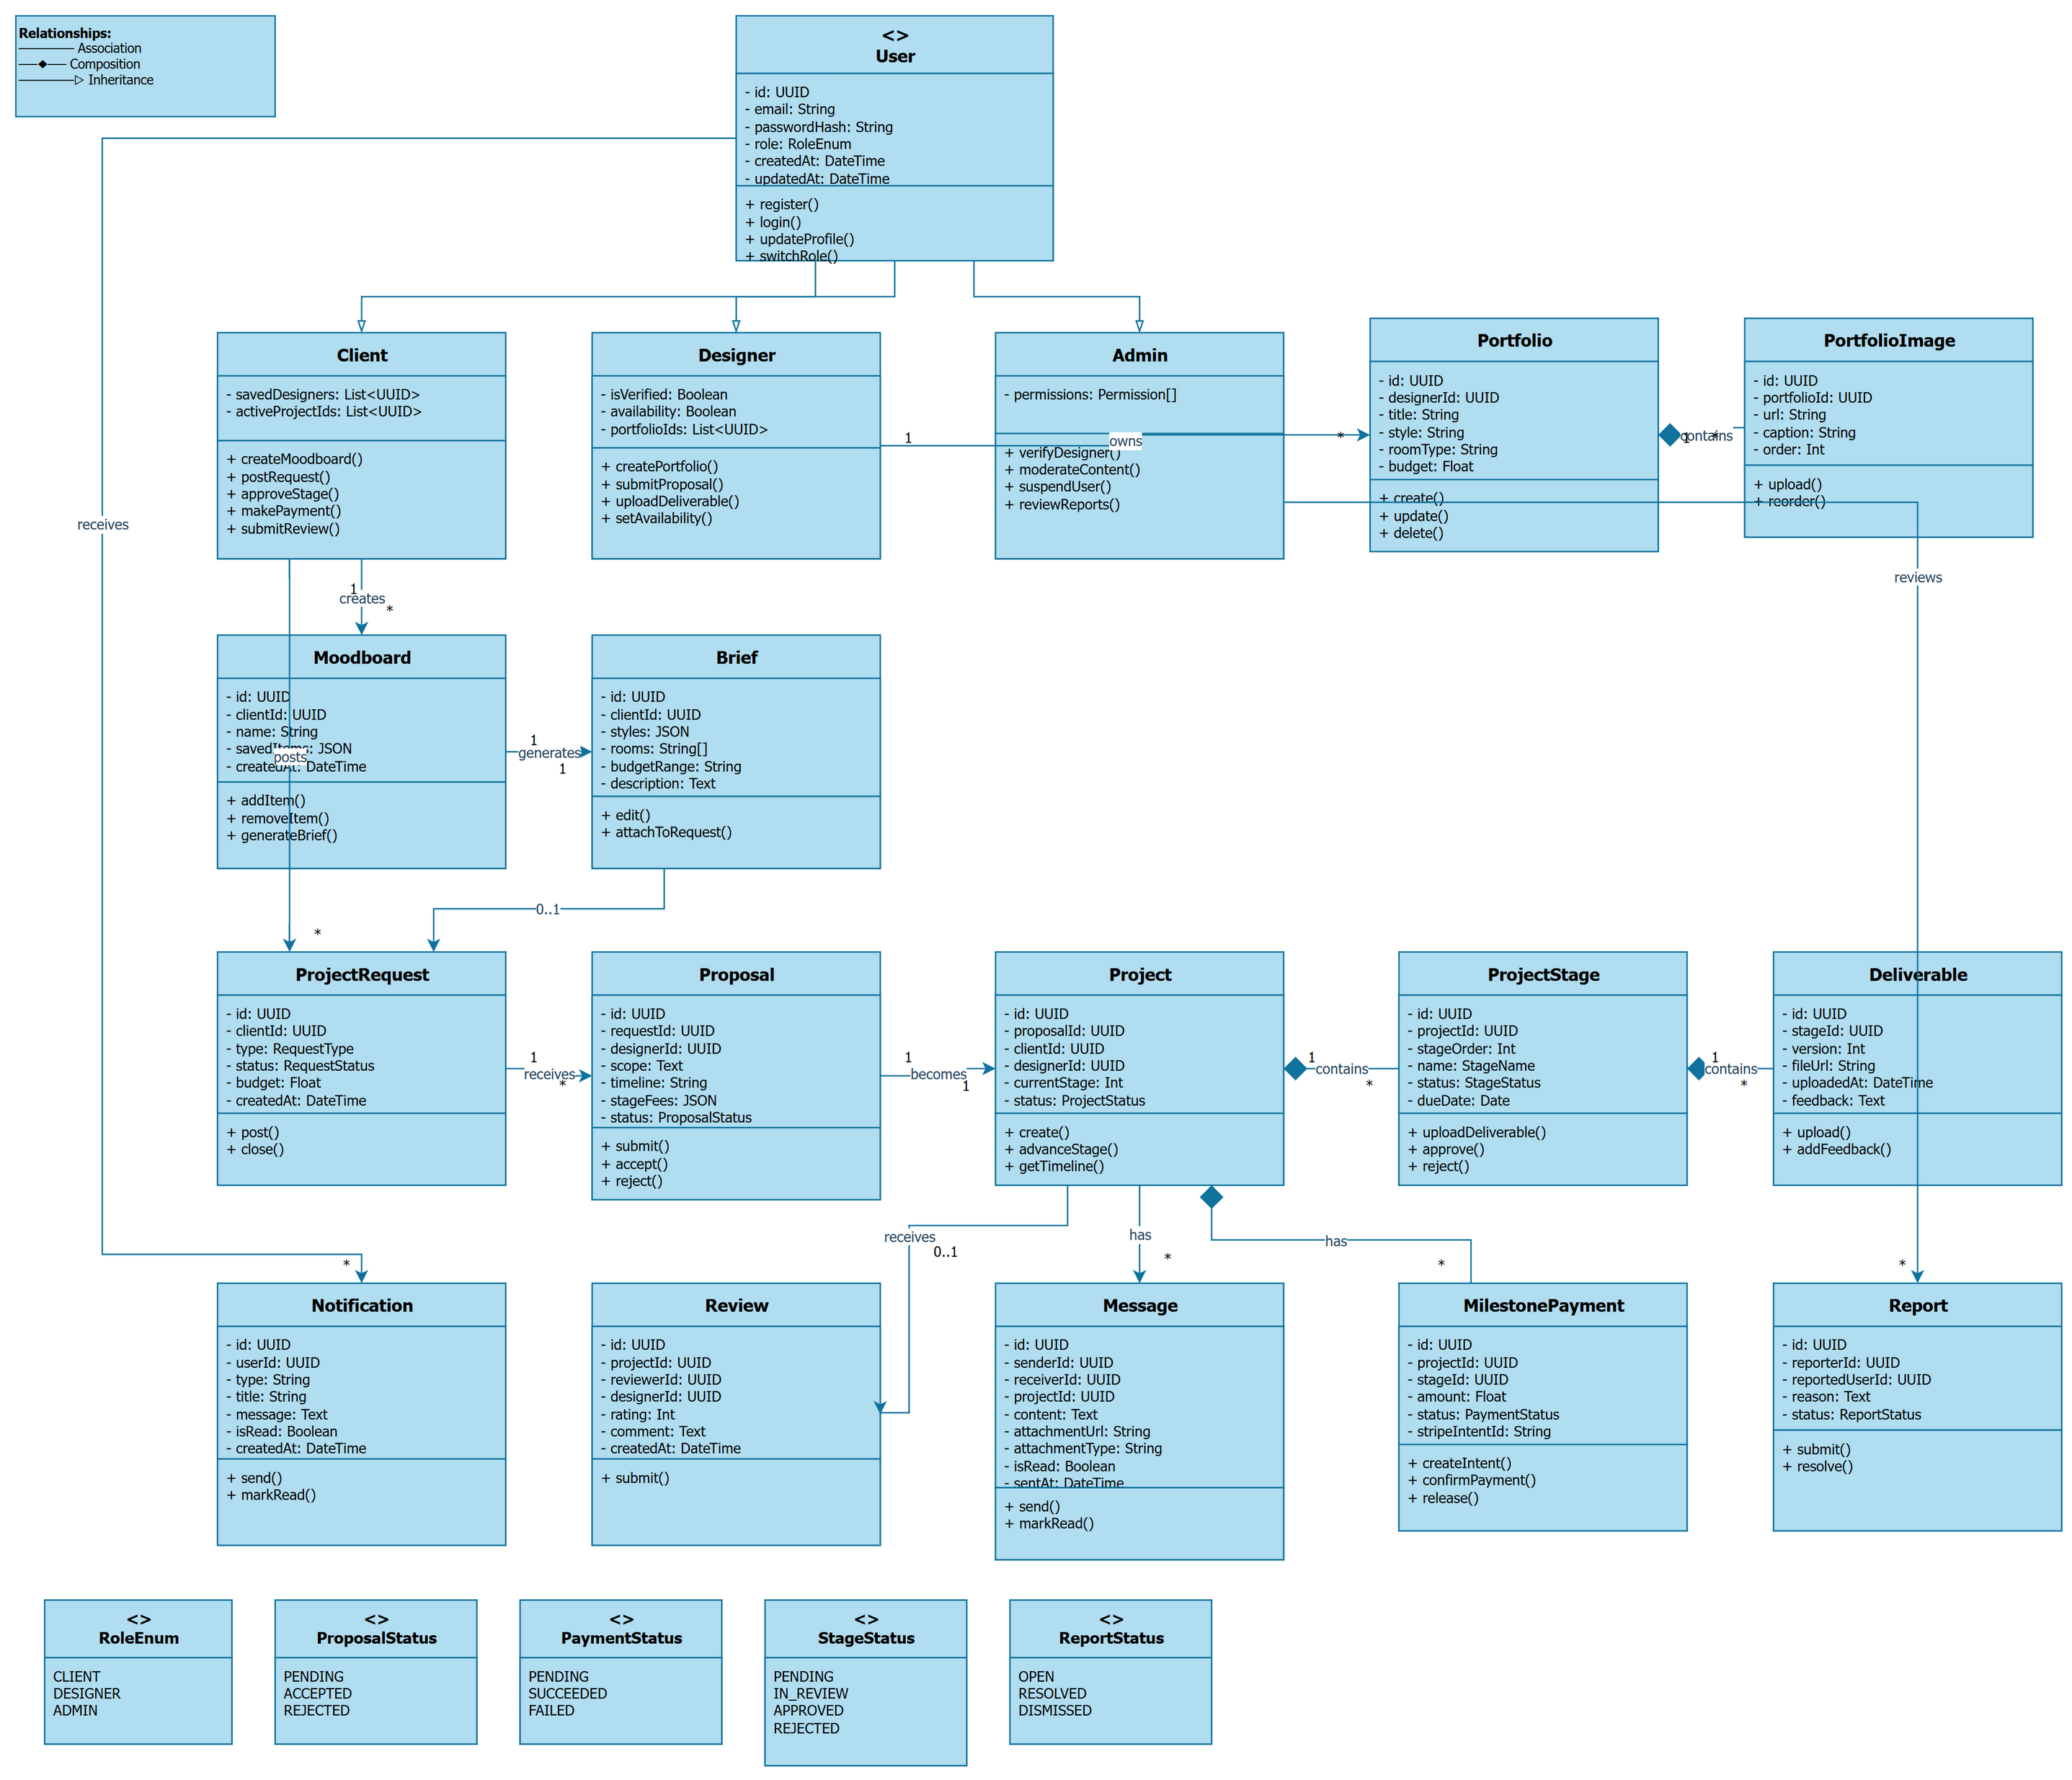 Relationships:
Association
Composition
Inheritance
<>
User
- id: UUID
- email: String
- passwordHash: String
- role: RoleEnum
- createdAt: DateTime
- updatedAt: DateTime
+ register()
+ login()
+ updateProfile()
+ switchRole()
Client
- savedDesigners: List<UUID>
- activeProjectIds: List<UUID>
+ createMoodboard()
+ postRequest()
+ approveStage()
+ makePayment()
+ submitReview()
Designer
- isVerified: Boolean
- availability: Boolean
- portfolioIds: List<UUID>
+ createPortfolio()
+ submitProposal()
+ uploadDeliverable()
+ setAvailability()
1
owns
*
Admin
- permissions: Permission[]
+ verifyDesigner()
+ moderateContent()
+ suspendUser()
+ reviewReports()
Portfolio
- id: UUID
- designerId: UUID
- title: String
- style: String
- roomType: String
- budget: Float
+ create()
+ update()
+ delete()
1
contains
*
PortfolioImage
- id: UUID
- portfolioId: UUID
- url: String
- caption: String
- order: Int
+ upload()
+ reorder()
receives
reviews
1
creates
*
Moodboard
- id: UUID
- clientId: UUID
- name: String
- savedItems: JSON
- createdAt: DateTime
+ addItem()
+ removeItem()
+ generateBrief()
posts
1
generates
1
Brief
- id: UUID
- clientId: UUID
- styles: JSON
- rooms: String[]
- budgetRange: String
- description: Text
+ edit()
+ attachToRequest()
0..1
*
ProjectRequest
- id: UUID
- clientId: UUID
- type: RequestType
- status: RequestStatus
- budget: Float
- createdAt: DateTime
+ post()
+ close()
1
receives
*
Proposal
- id: UUID
- requestId: UUID
- designerId: UUID
- scope: Text
- timeline: String
- stageFees: JSON
- status: ProposalStatus
+ submit()
+ accept()
+ reject()
1
becomes
1
Project
- id: UUID
- proposalId: UUID
- clientId: UUID
- designerId: UUID
- currentStage: Int
- status: ProjectStatus
+ create()
+ advanceStage()
+ getTimeline()
1
contains
*
ProjectStage
- id: UUID
- projectId: UUID
- stageOrder: Int
- name: StageName
- status: StageStatus
- dueDate: Date
+ uploadDeliverable()
+ approve()
+ reject()
1
contains
*
Deliverable
- id: UUID
- stageId: UUID
- version: Int
- fileUrl: String
- uploadedAt: DateTime
- feedback: Text
+ upload()
+ addFeedback()
receives
0..1
has
*
has
*
*
*
Notification
- id: UUID
- userId: UUID
- type: String
- title: String
- message: Text
- isRead: Boolean
- createdAt: DateTime
+ send()
+ markRead()
Review
- id: UUID
- projectId: UUID
- reviewerId: UUID
- designerId: UUID
- rating: Int
- comment: Text
- createdAt: DateTime
+ submit()
Message
- id: UUID
- senderId: UUID
- receiverId: UUID
- projectId: UUID
- content: Text
- attachmentUrl: String
- attachmentType: String
- isRead: Boolean
- sentAt: DateTime
+ send()
+ markRead()
MilestonePayment
- id: UUID
- projectId: UUID
- stageId: UUID
- amount: Float
- status: PaymentStatus
- stripeIntentId: String
+ createIntent()
+ confirmPayment()
+ release()
Report
- id: UUID
- reporterId: UUID
- reportedUserId: UUID
- reason: Text
- status: ReportStatus
+ submit()
+ resolve()
<>
RoleEnum
CLIENT
DESIGNER
ADMIN
<>
ProposalStatus
PENDING
ACCEPTED
REJECTED
<>
PaymentStatus
PENDING
SUCCEEDED
FAILED
<>
StageStatus
PENDING
IN_REVIEW
APPROVED
REJECTED
<>
ReportStatus
OPEN
RESOLVED
DISMISSED